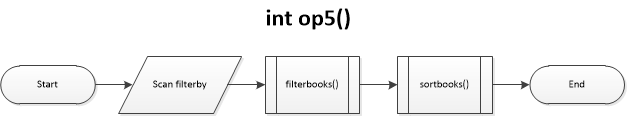 int op5()
Start
Scan filterby
filterbooks()
sortbooks()
End